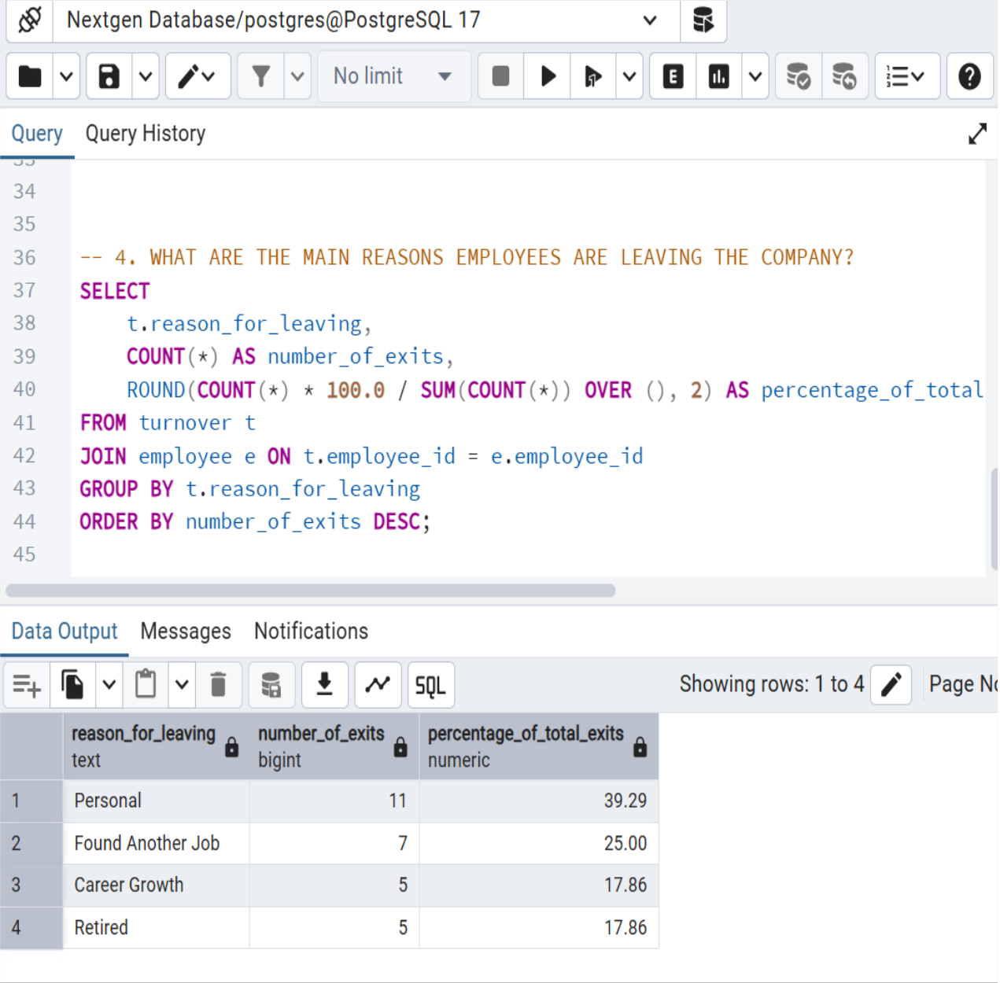 Nextgen Database/postgres@PostgreSQL 17
No limit
E
Query Query History
33
34
35
36 -- 4. WHAT ARE THE MAIN REASONS EMPLOYEES ARE LEAVING THE COMPANY?
37 SELECT
38 t.reason_for_leaving,
39 COUNT(*) AS number_of_exits,
40 ROUND(COUNT(*) * 100.0 / SUM(COUNT(*)) OVER (), 2) AS percentage_of_total
41 FROM turnover t
42 JOIN employee e ON t.employee_id = e.employee_id
43 GROUP BY t.reason_for_leaving
44 ORDER BY number_of_exits DESC;
45
Data Output Messages Notifications
SQL Showing rows: 1 to 4 Page No
reason_for_leaving number_of_exits percentage_of_total_exits
text bigint numeric
1 Personal 11 39.29
2 Found Another Job 7 25.00
3 Career Growth 5 17.86
4 Retired 5 17.86